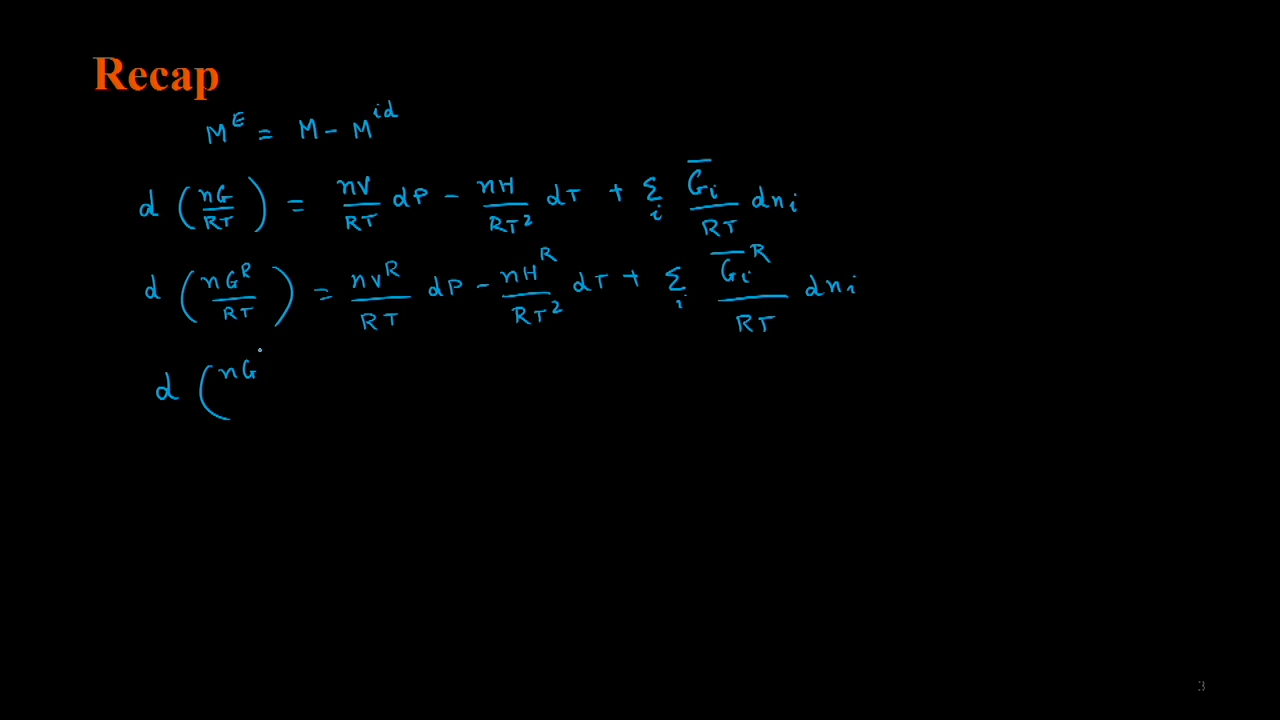 Recap
M^E = M - M^id
d (nG/RT) = nV/RT dP - nH/RT² dT + Σ_i G̅_i/RT dn_i
d (nG^R/RT) = nV^R/RT dP - nH^R/RT² dT + Σ_i G̅_i^R/RT dn_i
d (nG
3